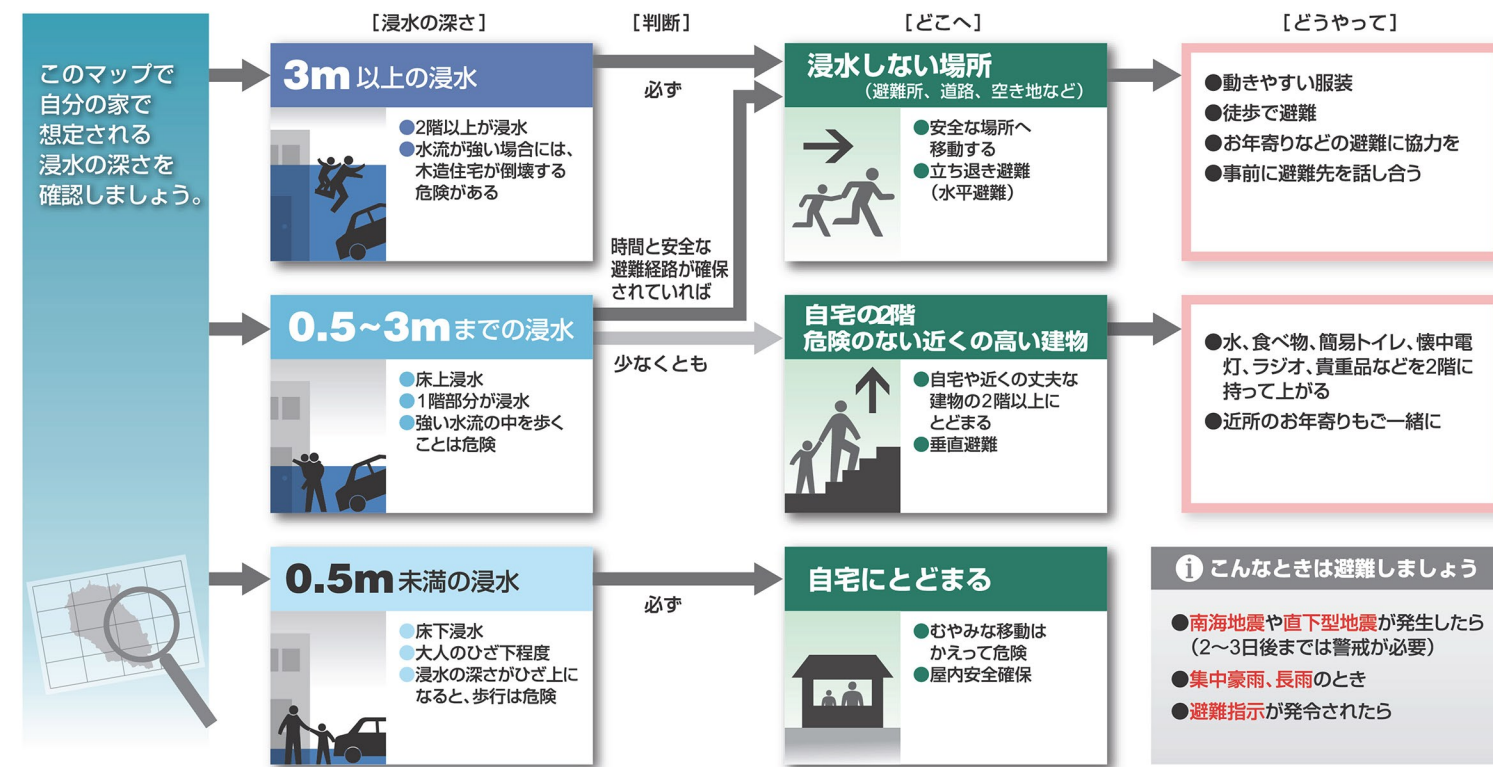 [浸水の深さ]
[判断]
[どこへ]
[どうやって]
このマップで
自分の家で
想定される
浸水の深さを
確認しましょう。
3m以上の浸水
●2階以上が浸水
●水流が強い場合には、
木造住宅が倒壊する
危険がある
必ず
浸水しない場所
(避難所、道路、空き地など)
●安全な場所へ
移動する
●立ち退き避難
(水平避難)
●動きやすい服装
●徒歩で避難
●お年寄りなどの避難に協力を
●事前に避難先を話し合う
時間と安全な
避難経路が確保
されていれば
0.5~3mまでの浸水
●床上浸水
●1階部分が浸水
●強い水流の中を歩く
ことは危険
少なくとも
自宅の2階
危険のない近くの高い建物
●自宅や近くの丈夫な
建物の2階以上に
とどまる
●垂直避難
●水、食べ物、簡易トイレ、懐中電
灯、ラジオ、貴重品などを2階に
持って上がる
●近所のお年寄りもご一緒に
0.5m未満の浸水
●床下浸水
●大人のひざ下程度
●浸水の深さがひざ上に
なると、歩行は危険
必ず
自宅にとどまる
●むやみな移動は
かえって危険
●屋内安全確保
i こんなときは避難しましょう
●南海地震や直下型地震が発生したら
(2~3日後までは警戒が必要)
●集中豪雨、長雨のとき
●避難指示が発令されたら